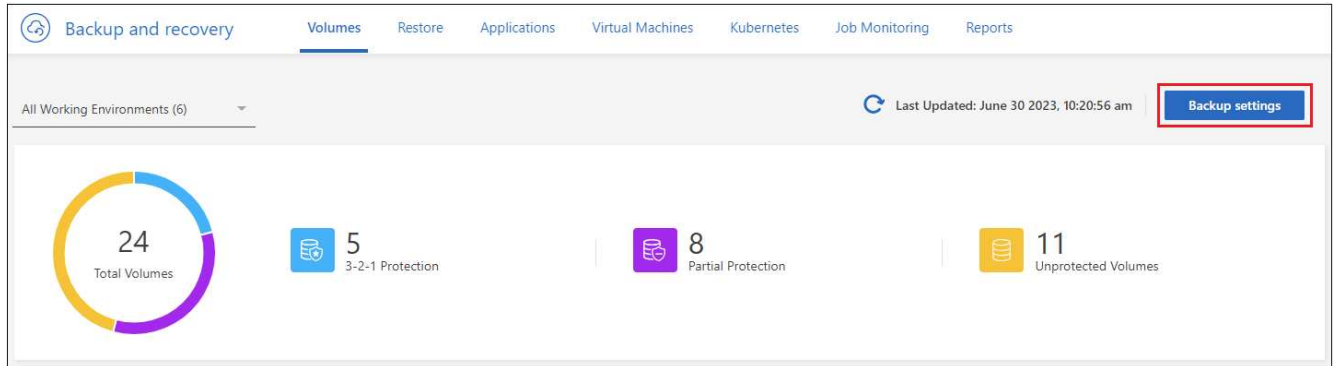 Backup and recovery
Volumes
Restore
Applications
Virtual Machines
Kubernetes
Job Monitoring
Reports
All Working Environments (6)
Last Updated: June 30 2023, 10:20:56 am
Backup settings
24
Total Volumes
5
3-2-1 Protection
8
Partial Protection
11
Unprotected Volumes